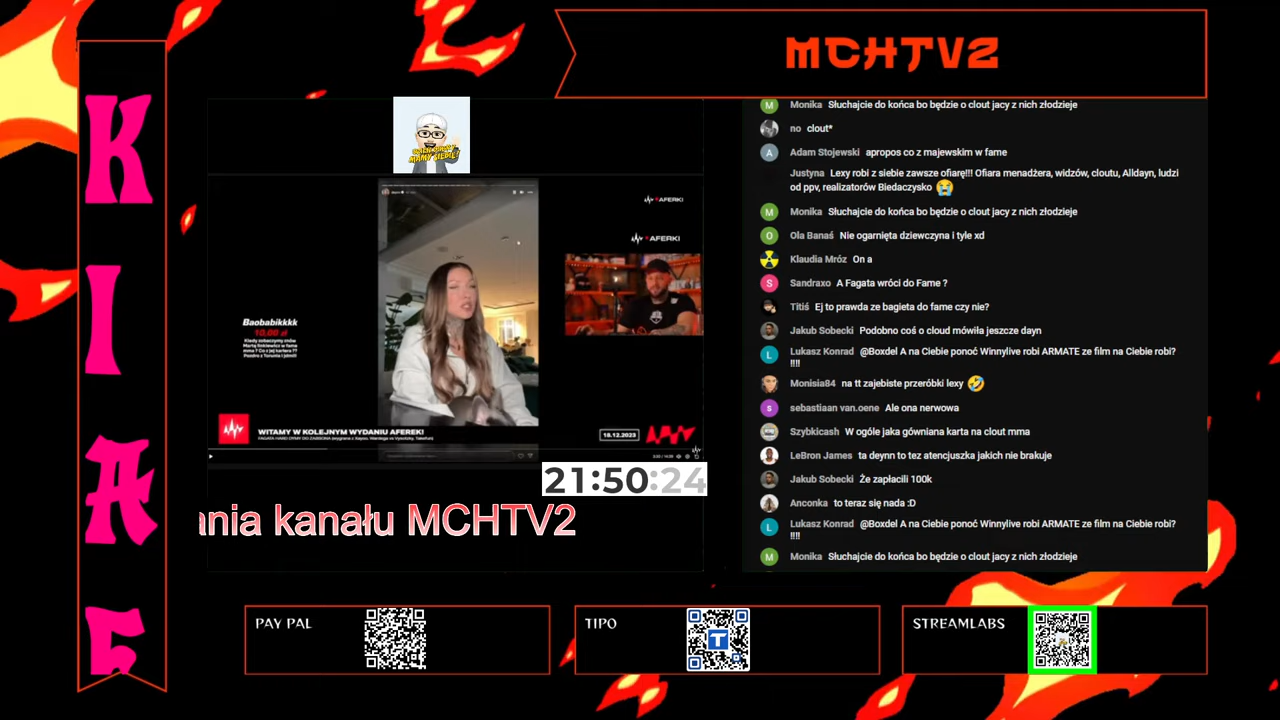 MCHTV2
K
I
A
Monika Słuchajcie do końca bo będzie o clout jacy z nich złodzieje
no clout*
Adam Stojewski apropos co z majewskim w fame
Justyna Lexy robi z siebie zawsze ofiarę!!! Ofiara menadżera, widzów, cloutu, Alldayn, ludzi
od ppv, realizatorów Biedaczysko
Monika Słuchajcie do końca bo będzie o clout jacy z nich złodzieje
Ola Banaś Nie ogarnięta dziewczyna i tyle xd
Klaudia Mróz On a
Sandraxo A Fagata wróci do Fame ?
Titiś Ej to prawda ze bagieta do fame czy nie?
Jakub Sobecki Podobno coś o cloud mówiła jeszcze dayn
Lukasz Konrad @Boxdel A na Ciebie ponoć Winnylive robi ARMATE ze film na Ciebie robi?
!!!!
Monisia84 na tt zajebiste przeróbki lexy
sebastiaan van.oene Ale ona nerwowa
Szybkicash W ogóle jaka gówniana karta na clout mma
LeBron James ta deynn to tez atencjuszka jakich nie brakuje
Jakub Sobecki Że zapłacili 100k
Anconka to teraz się nada :D
Lukasz Konrad @Boxdel A na Ciebie ponoć Winnylive robi ARMATE ze film na Ciebie robi?
!!!!
Monika Słuchajcie do końca bo będzie o clout jacy z nich złodzieje
MAMY CIEBIE!
AFERKI
AFERKI
Baobabikkkk
10,00 zł
WITAMY W KOLEJNYM WYDANIU AFEREK!
18.12.2023
21:50:24
ania kanału MCHTV2
PAY PAL
TIPO
T
STREAMLABS